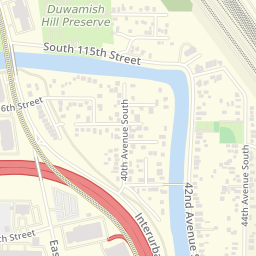 Duwamish
Hill Preserve
South 115th Street
6th Street
40th Avenue South
42nd Avenue S
44th Avenue South
Interurba
th Street
Eas